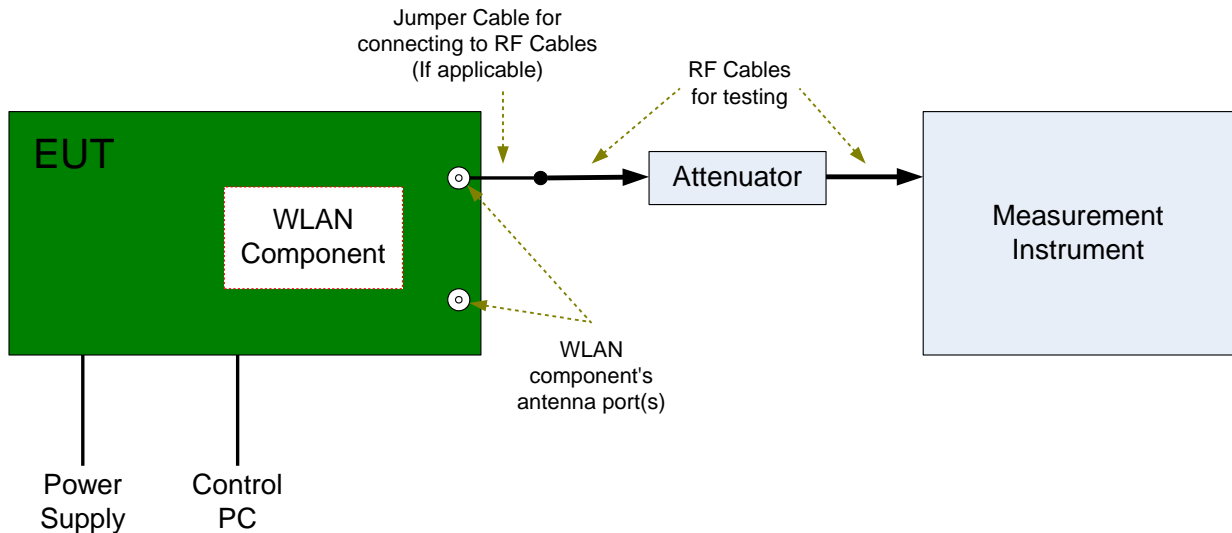 Jumper Cable for
connecting to RF Cables
(If applicable)
RF Cables
for testing
EUT
WLAN
Component
Attenuator
Measurement
Instrument
WLAN
component's
antenna port(s)
Power
Supply
Control
PC